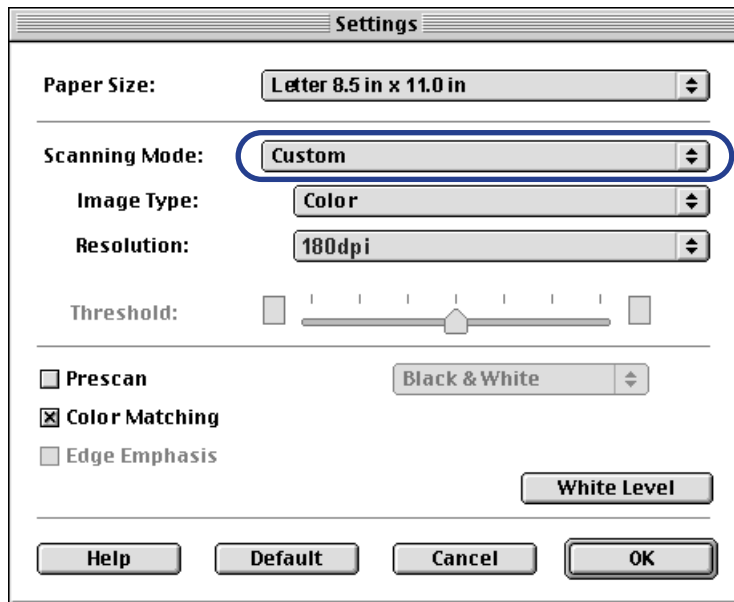 Settings
Paper Size: Letter 8.5 in x 11.0 in
Scanning Mode: Custom
Image Type: Color
Resolution: 180dpi
Threshold:
Prescan Black & White
Color Matching
Edge Emphasis
White Level
Help Default Cancel OK